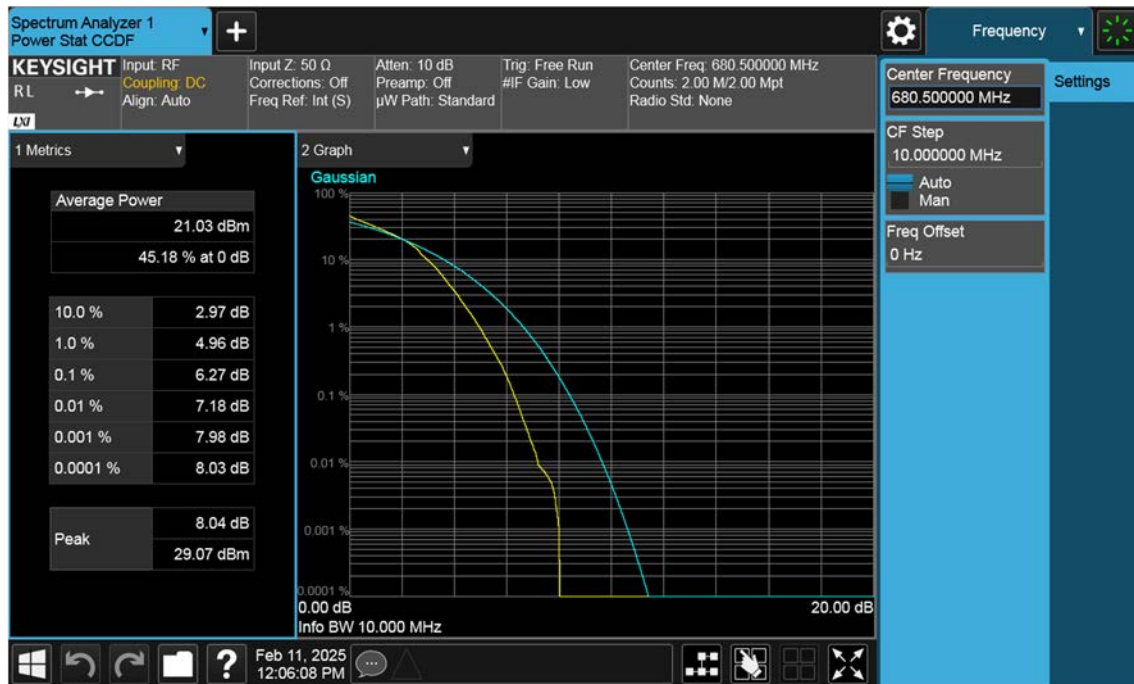 Spectrum Analyzer 1
Power Stat CCDF
Frequency
KEYSIGHT
RL
LXI
Input: RF
Coupling: DC
Align: Auto
Input Z: 50 Ω
Corrections: Off
Freq Ref: Int (S)
Atten: 10 dB
Preamp: Off
µW Path: Standard
Trig: Free Run
#IF Gain: Low
Center Freq: 680.500000 MHz
Counts: 2.00 M/2.00 Mpt
Radio Std: None
Center Frequency
680.500000 MHz
Settings
CF Step
10.000000 MHz
Auto
Man
Freq Offset
0 Hz
1 Metrics
Average Power
21.03 dBm
45.18 % at 0 dB
10.0 % 2.97 dB
1.0 % 4.96 dB
0.1 % 6.27 dB
0.01 % 7.18 dB
0.001 % 7.98 dB
0.0001 % 8.03 dB
Peak
8.04 dB
29.07 dBm
2 Graph
Gaussian
100 %
10 %
1 %
0.1 %
0.01 %
0.001 %
0.0001 %
0.00 dB 20.00 dB
Info BW 10.000 MHz
?
Feb 11, 2025
12:06:08 PM